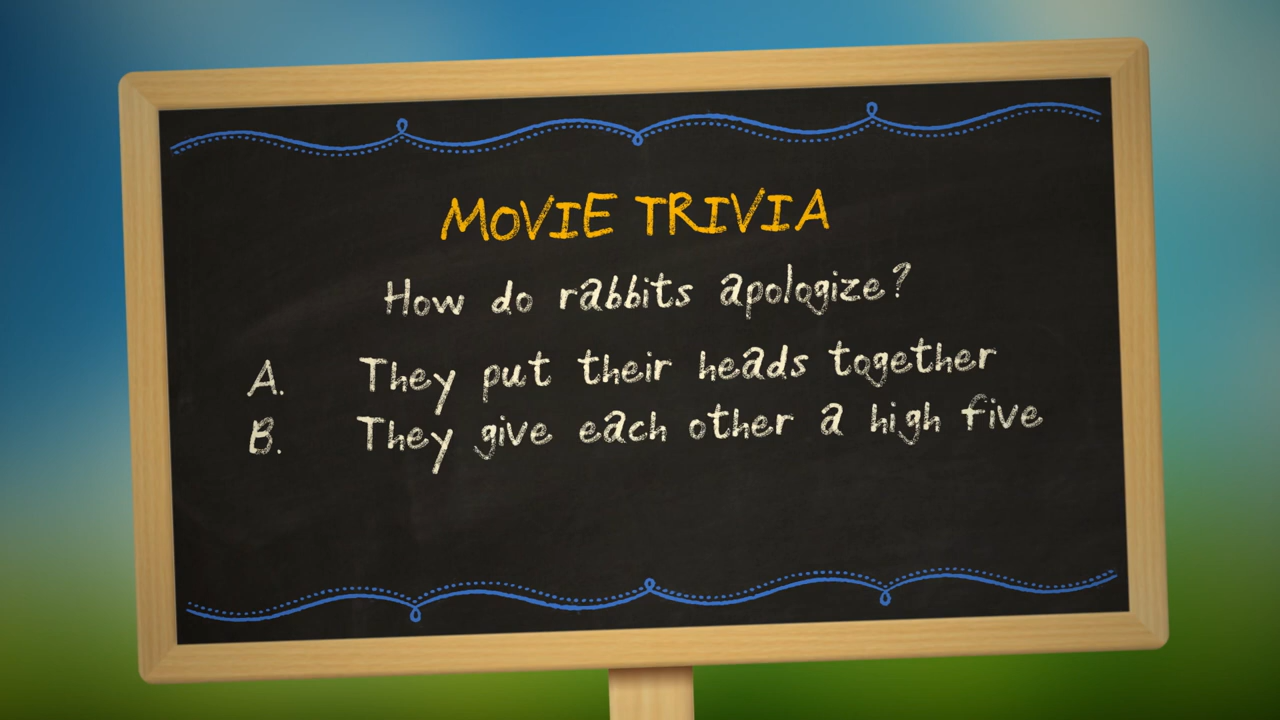 MOVIE TRIVIA
How do rabbits apologize?
A. They put their heads together
B. They give each other a high five